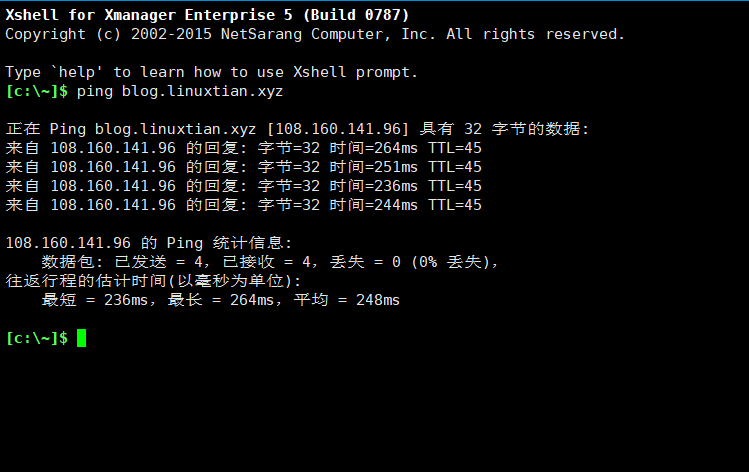 Xshell for Xmanager Enterprise 5 (Build 0787)
Copyright (c) 2002-2015 NetSarang Computer, Inc. All rights reserved.
Type `help' to learn how to use Xshell prompt.
[c:\~]$ ping blog.linuxtian.xyz
正在 Ping blog.linuxtian.xyz [108.160.141.96] 具有 32 字节的数据:
来自 108.160.141.96 的回复: 字节=32 时间=264ms TTL=45
来自 108.160.141.96 的回复: 字节=32 时间=251ms TTL=45
来自 108.160.141.96 的回复: 字节=32 时间=236ms TTL=45
来自 108.160.141.96 的回复: 字节=32 时间=244ms TTL=45
108.160.141.96 的 Ping 统计信息:
    数据包: 已发送 = 4，已接收 = 4，丢失 = 0 (0% 丢失)，
往返行程的估计时间(以毫秒为单位):
    最短 = 236ms，最长 = 264ms，平均 = 248ms
[c:\~]$